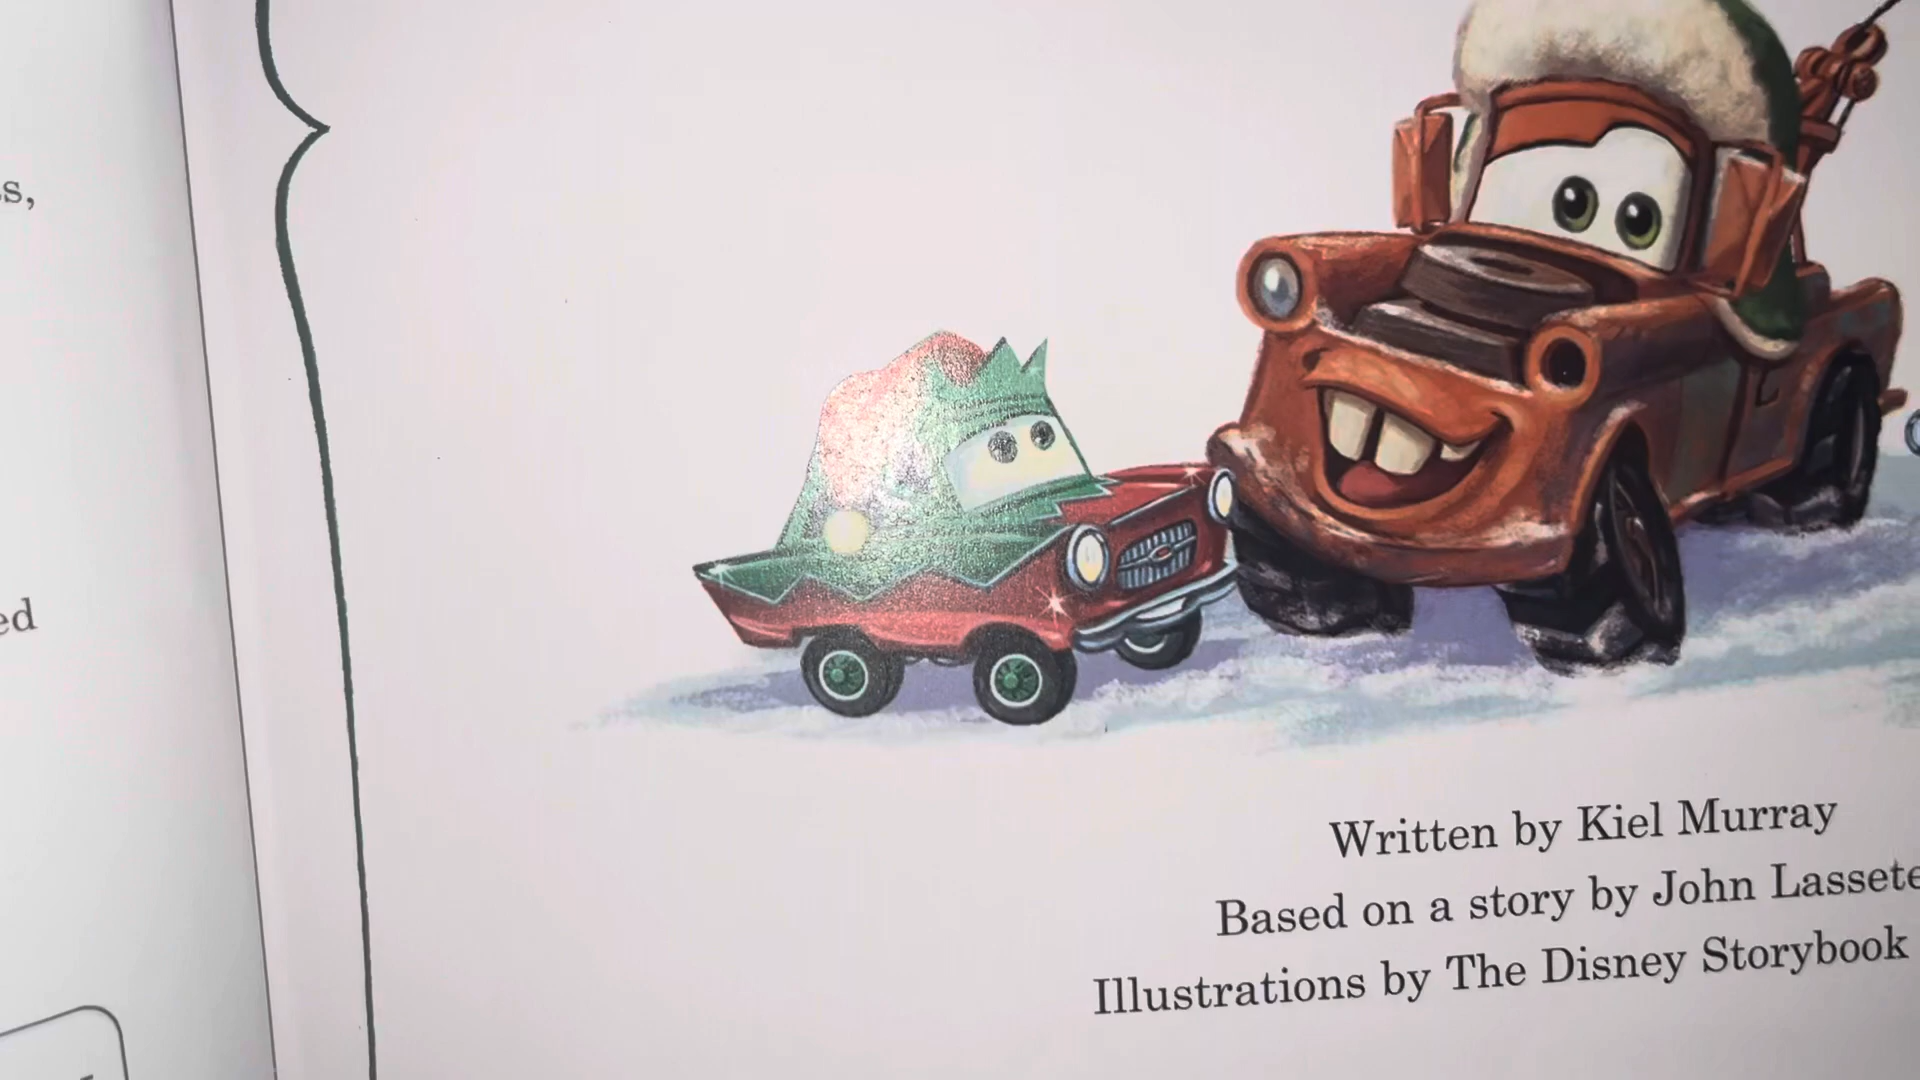 Written by Kiel Murray
Based on a story by John
Illustrations by The Disney Storybook